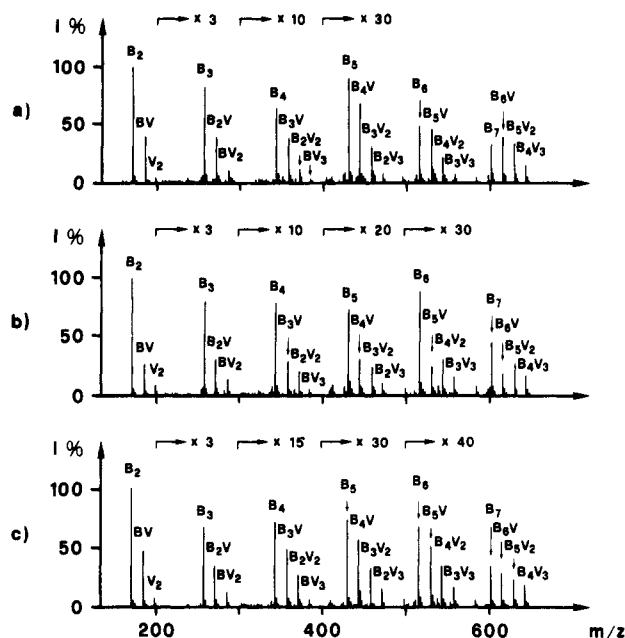 I %
x 3 x 10 x 30
a)
100
50
0
B2 BV V2 B3 B2V BV2 B4 B3V B2V2 BV3 B5 B4V B3V2 B2V3 B6 B5V B4V2 B3V3 B7 B6V B5V2 B4V3
I %
x 3 x 10 x 20 x 30
b)
100
50
0
B2 BV V2 B3 B2V BV2 B4 B3V B2V2 BV3 B5 B4V B3V2 B2V3 B6 B5V B4V2 B3V3 B7 B6V B5V2 B4V3
I %
x 3 x 15 x 30 x 40
c)
100
50
0
B2 BV V2 B3 B2V BV2 B4 B3V B2V2 BV3 B5 B4V B3V2 B2V3 B6 B5V B4V2 B3V3 B7 B6V B5V2 B4V3
200 400 600 m/z